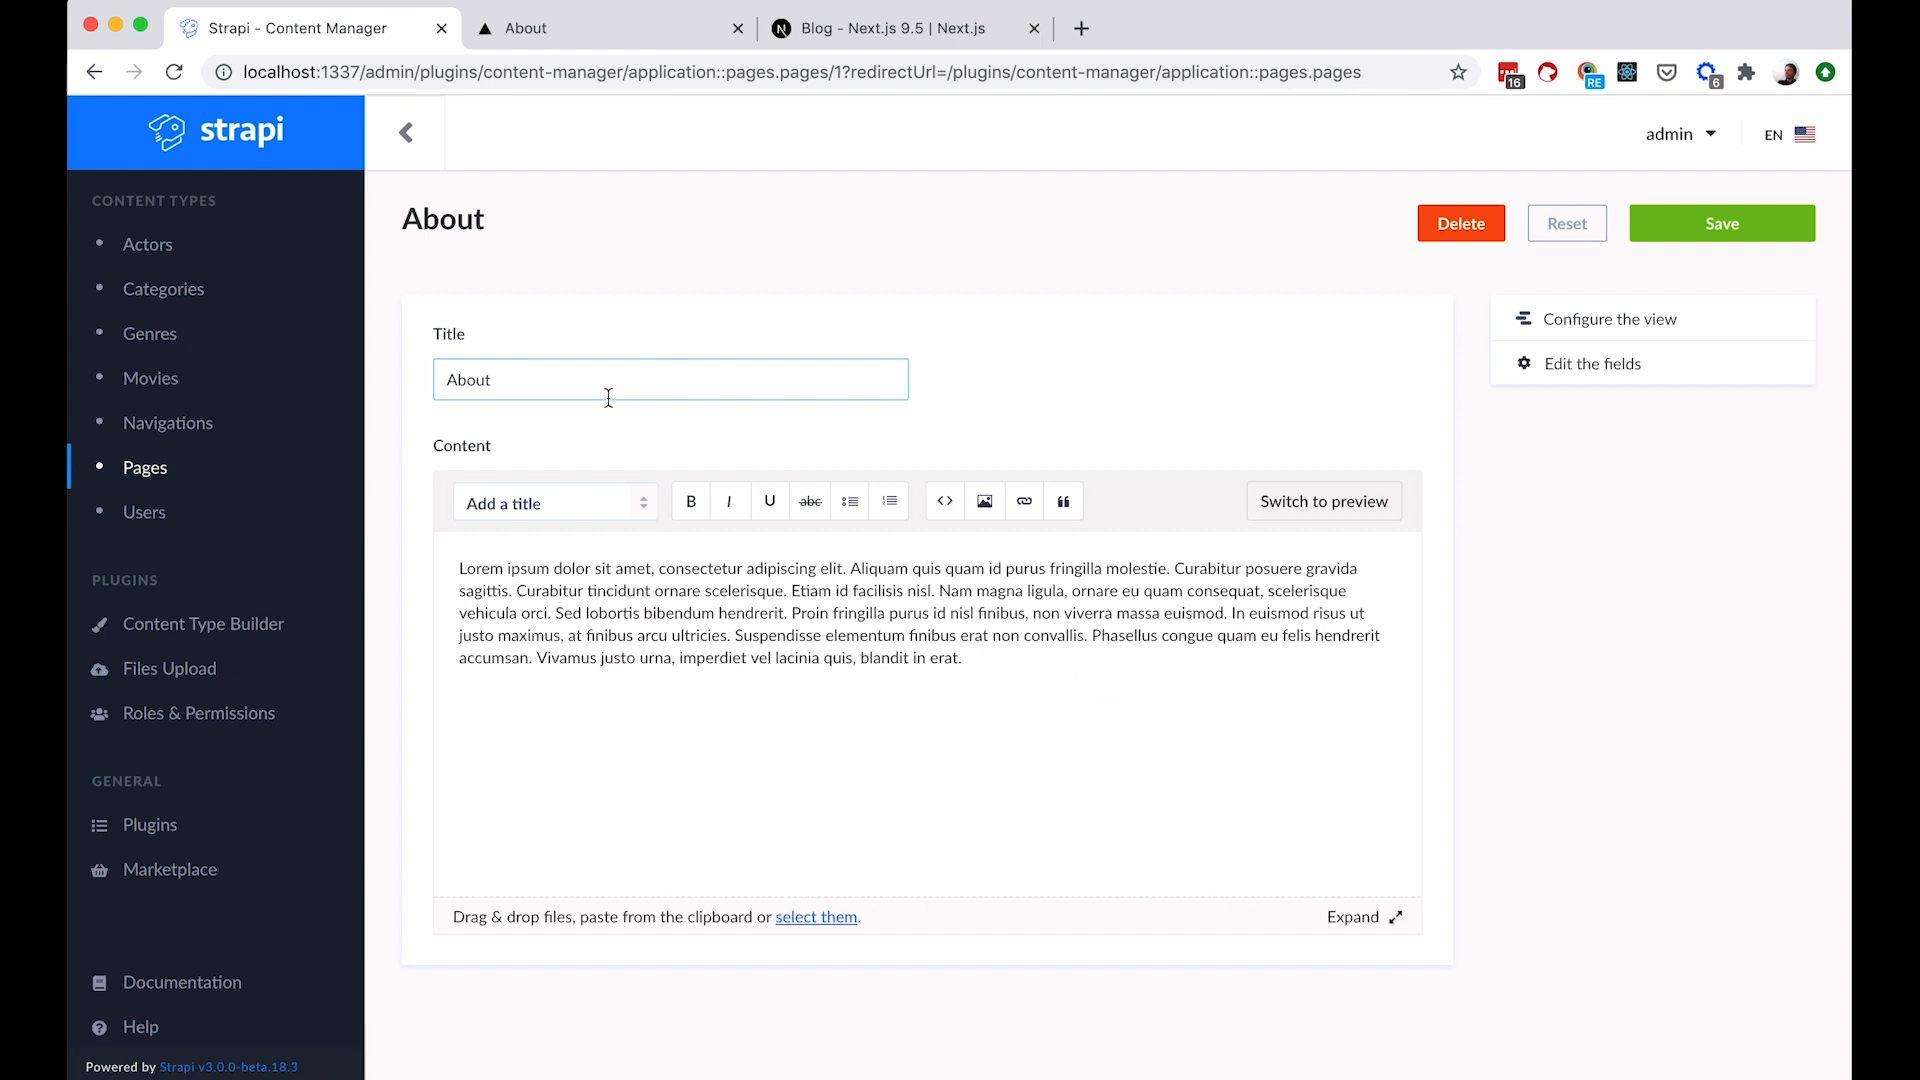 Strapi - Content Manager
About
Blog - Next.js 9.5 | Next.js
localhost:1337/admin/plugins/content-manager/application::pages.pages/1?redirectUrl=/plugins/content-manager/application::pages.pages
16
RE
6
strapi
admin
EN
CONTENT TYPES
Actors
Categories
Genres
Movies
Navigations
Pages
Users
PLUGINS
Content Type Builder
Files Upload
Roles & Permissions
GENERAL
Plugins
Marketplace
Documentation
Help
Powered by Strapi v3.0.0-beta.18.3
About
Delete
Reset
Save
Title
About
Content
Add a title
B
I
U
abc
Switch to preview
Lorem ipsum dolor sit amet, consectetur adipiscing elit. Aliquam quis quam id purus fringilla molestie. Curabitur posuere gravida
sagittis. Curabitur tincidunt ornare scelerisque. Etiam id facilisis nisl. Nam magna ligula, ornare eu quam consequat, scelerisque
vehicula orci. Sed lobortis bibendum hendrerit. Proin fringilla purus id nisl finibus, non viverra massa euismod. In euismod risus ut
justo maximus, at finibus arcu ultricies. Suspendisse elementum finibus erat non convallis. Phasellus congue quam eu felis hendrerit
accumsan. Vivamus justo urna, imperdiet vel lacinia quis, blandit in erat.
Drag & drop files, paste from the clipboard or select them.
Expand
Configure the view
Edit the fields